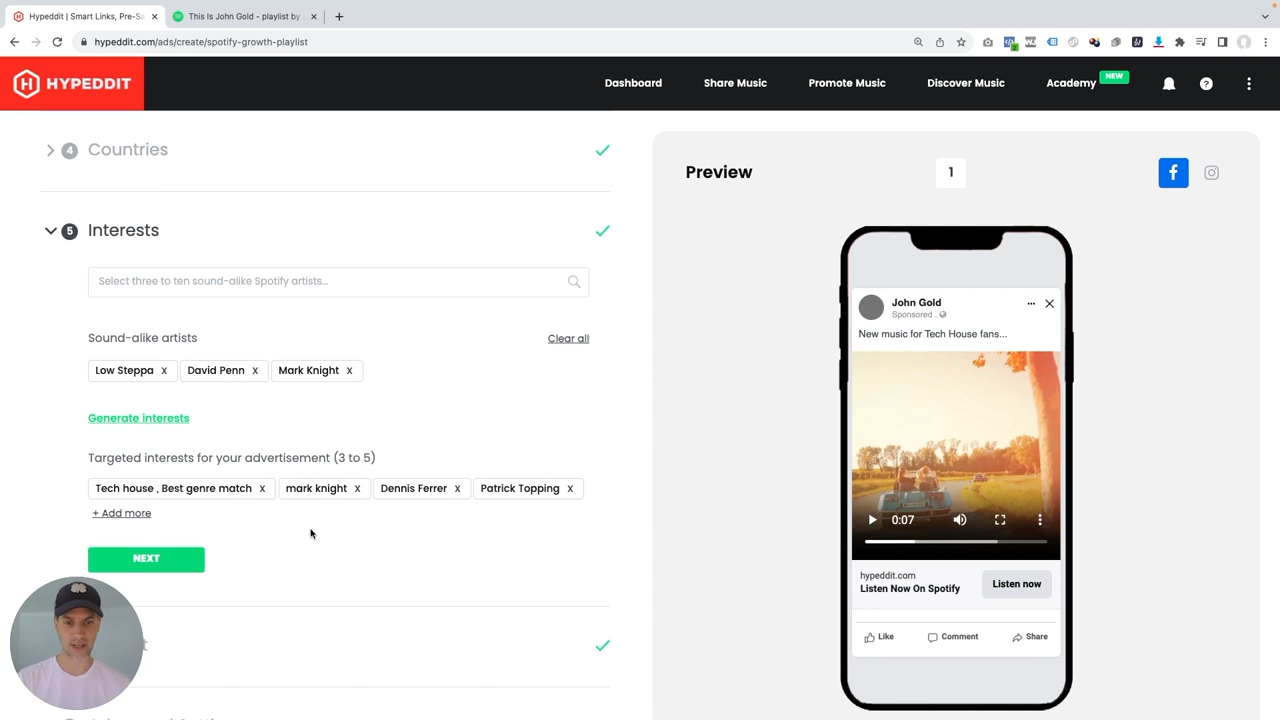 Hypeddit | Smart Links, Pre-Sa
This Is John Gold - playlist by
hypeddit.com/ads/create/spotify-growth-playlist
HYPEDDIT
Dashboard
Share Music
Promote Music
Discover Music
Academy
NEW
4 Countries
5 Interests
Select three to ten sound-alike Spotify artists...
Sound-alike artists
Clear all
Low Steppa x
David Penn x
Mark Knight x
Generate interests
Targeted interests for your advertisement (3 to 5)
Tech house , Best genre match x
mark knight x
Dennis Ferrer x
Patrick Topping x
+ Add more
NEXT
Preview
1
John Gold
Sponsored .
New music for Tech House fans...
0:07
hypeddit.com
Listen Now On Spotify
Listen now
Like
Comment
Share